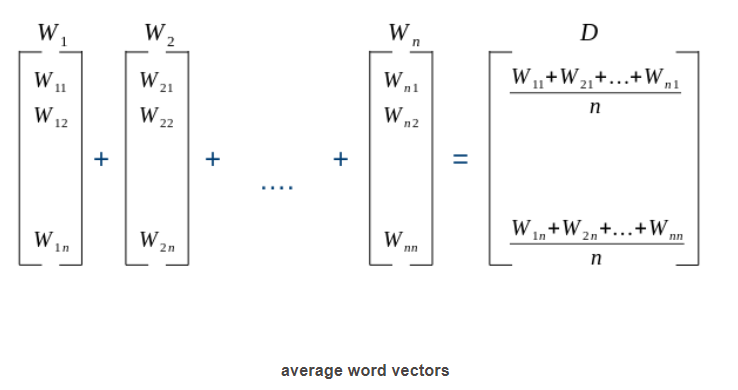 W1 W2 Wn D
W11 W21 Wn1 W11+W21+...+Wn1
W12 W22 Wn2 n
+ + .... + =
W1n W2n Wnn W1n+W2n+...+Wnn
n
average word vectors